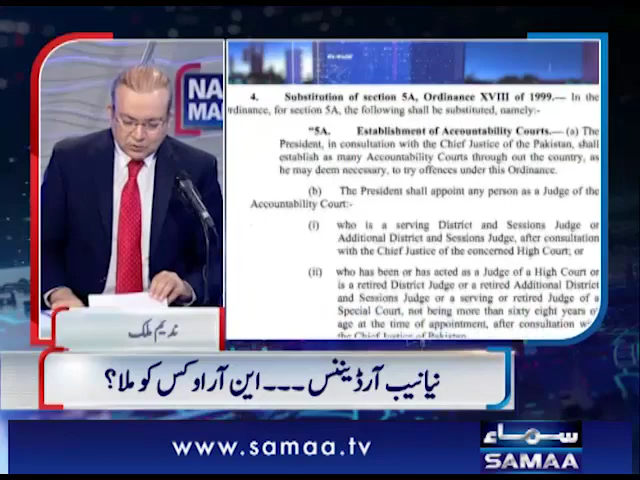 NA
MA
4. Substitution of section 5A, Ordinance XVIII of 1999.— In the
rdinance, for section 5A, the following shall be substituted, namely:-
"5A. Establishment of Accountability Courts.— (a) The
President, in consultation with the Chief Justice of the Pakistan, shall
establish as many Accountability Courts through out the country, as
he may deem necessary, to try offences under this Ordinance.
(b) The President shall appoint any person as a Judge of the
Accountability Court:-
(i) who is a serving District and Sessions Judge or
Additional District and Sessions Judge, after consultation
with the Chief Justice of the concerned High Court; or
(ii) who has been or has acted as a Judge of a High Court or
is a retired District Judge or a retired Additional District
and Sessions Judge or a serving or retired Judge of a
Special Court, not being more than sixty eight years o
age at the time of appointment, after consultation w
the Chief Justice of Pakistan
ندیم ملک
نیا نیب آرڈیننس ۔۔۔ این آر او کس کو ملا؟
www.samaa.tv
سماء
SAMAA